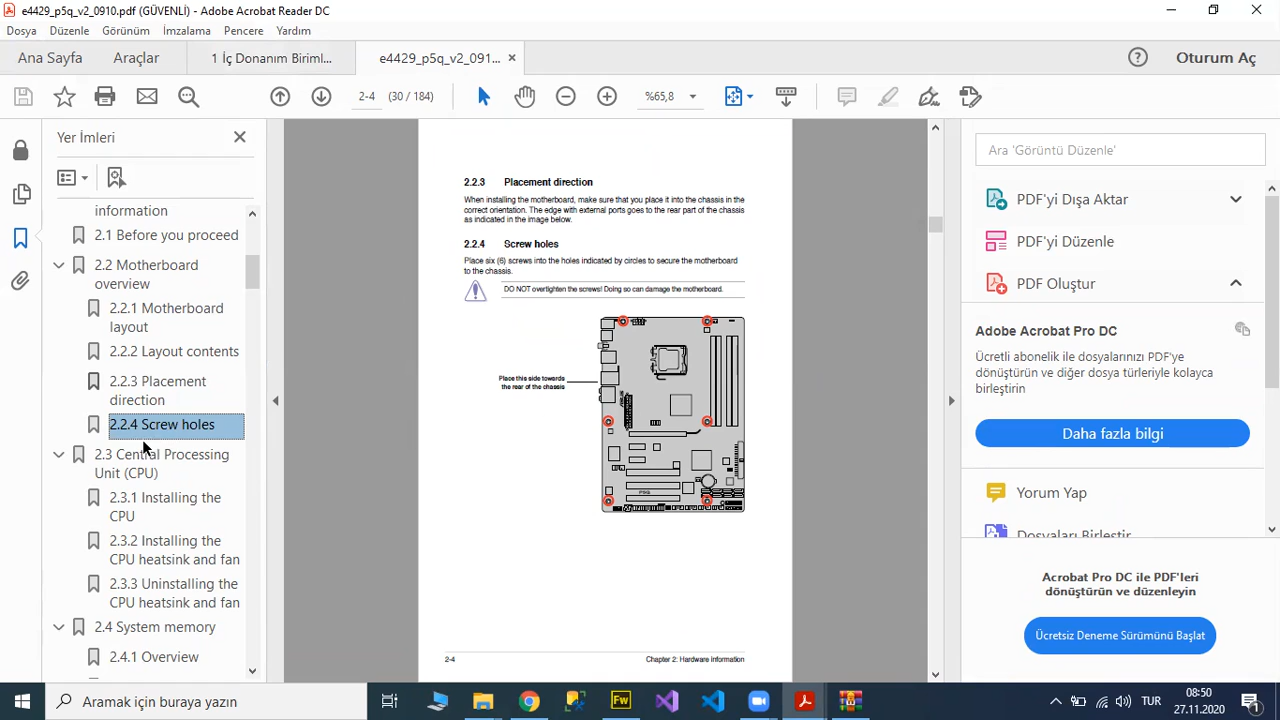 e4429_p5q_v2_0910.pdf (GÜVENLİ) - Adobe Acrobat Reader DC
Dosya Düzenle Görünüm İmzalama Pencere Yardım
Ana Sayfa Araçlar 1 İç Donanım Biriml... e4429_p5q_v2_091... Oturum Aç
2-4 (30 / 184) %65,8
Yer İmleri
information
2.1 Before you proceed
2.2 Motherboard
overview
2.2.1 Motherboard
layout
2.2.2 Layout contents
2.2.3 Placement
direction
2.2.4 Screw holes
2.3 Central Processing
Unit (CPU)
2.3.1 Installing the
CPU
2.3.2 Installing the
CPU heatsink and fan
2.3.3 Uninstalling the
CPU heatsink and fan
2.4 System memory
2.4.1 Overview
2.2.3 Placement direction
When installing the motherboard, make sure that you place it into the chassis in the
correct orientation. The edge with external ports goes to the rear part of the chassis
as indicated in the image below.
2.2.4 Screw holes
Place six (6) screws into the holes indicated by circles to secure the motherboard
to the chassis.
DO NOT overtighten the screws! Doing so can damage the motherboard.
Place this side towards
the rear of the chassis
P5Q
2-4 Chapter 2: Hardware information
Ara 'Görüntü Düzenle'
PDF'yi Dışa Aktar
PDF'yi Düzenle
PDF Oluştur
Adobe Acrobat Pro DC
Ücretli abonelik ile dosyalarınızı PDF'ye
dönüştürün ve diğer dosya türleriyle kolayca
birleştirin
Daha fazla bilgi
Yorum Yap
Dosyaları Birleştir
Acrobat Pro DC ile PDF'leri
dönüştürün ve düzenleyin
Ücretsiz Deneme Sürümünü Başlat
Aramak için buraya yazın
Fw
TUR
08:50
27.11.2020
1